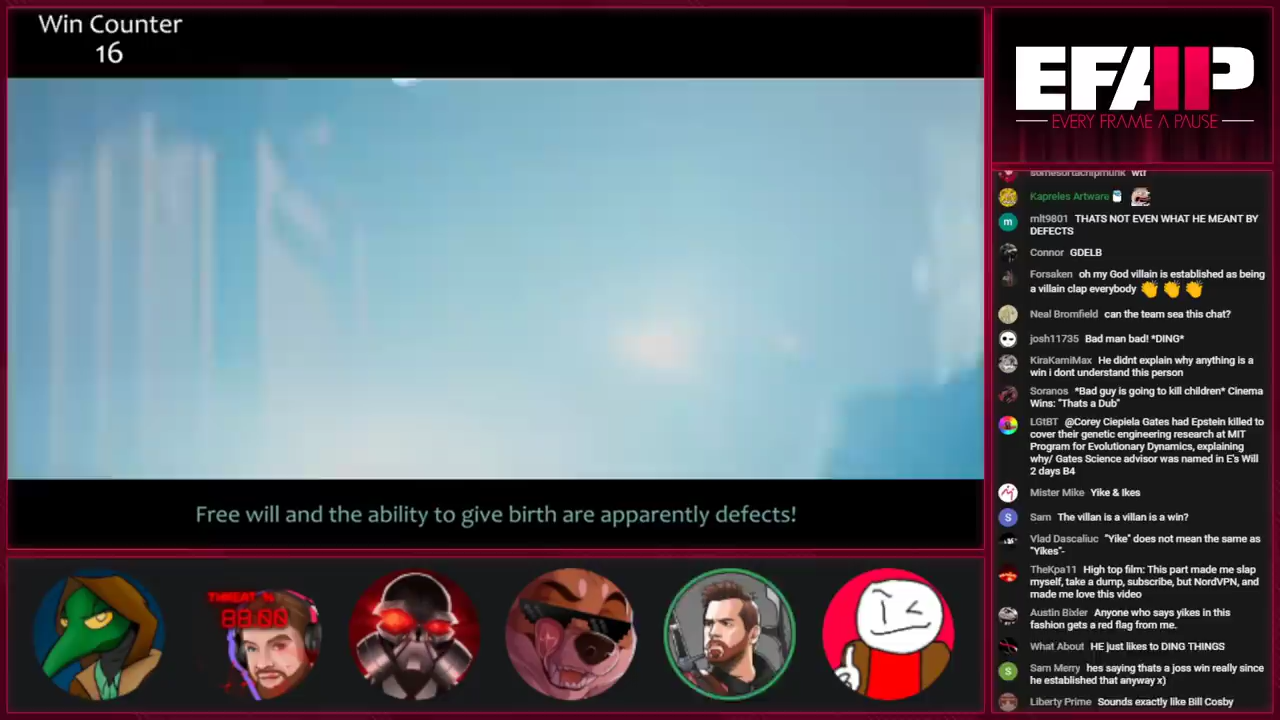 Win Counter
16
EFAP
EVERY FRAME A PAUSE
somesortachipmunk wtf
Kapreles Artware
mlt9801 THATS NOT EVEN WHAT HE MEANT BY
DEFECTS
Connor GDELB
Forsaken oh my God villain is established as being
a villain clap everybody
Neal Bromfield can the team sea this chat?
josh11735 Bad man bad! *DING*
KiraKamiMax He didnt explain why anything is a
win i dont understand this person
Soranos *Bad guy is going to kill children* Cinema
Wins: "Thats a Dub"
LGtBT @Corey Ciepiela Gates had Epstein killed to
cover their genetic engineering research at MIT
Program for Evolutionary Dynamics, explaining
why/ Gates Science advisor was named in E's Will
2 days B4
Mister Mike Yike & Ikes
Sam The villan is a villan is a win?
Vlad Dascaliuc "Yike" does not mean the same as
"Yikes"-
TheKpa11 High top film: This part made me slap
myself, take a dump, subscribe, but NordVPN, and
made me love this video
Austin Bixler Anyone who says yikes in this
fashion gets a red flag from me.
What About HE just likes to DING THINGS
Sam Merry hes saying thats a joss win really since
he established that anyway x)
Liberty Prime Sounds exactly like Bill Cosby
Free will and the ability to give birth are apparently defects!
88:00
m
S
S